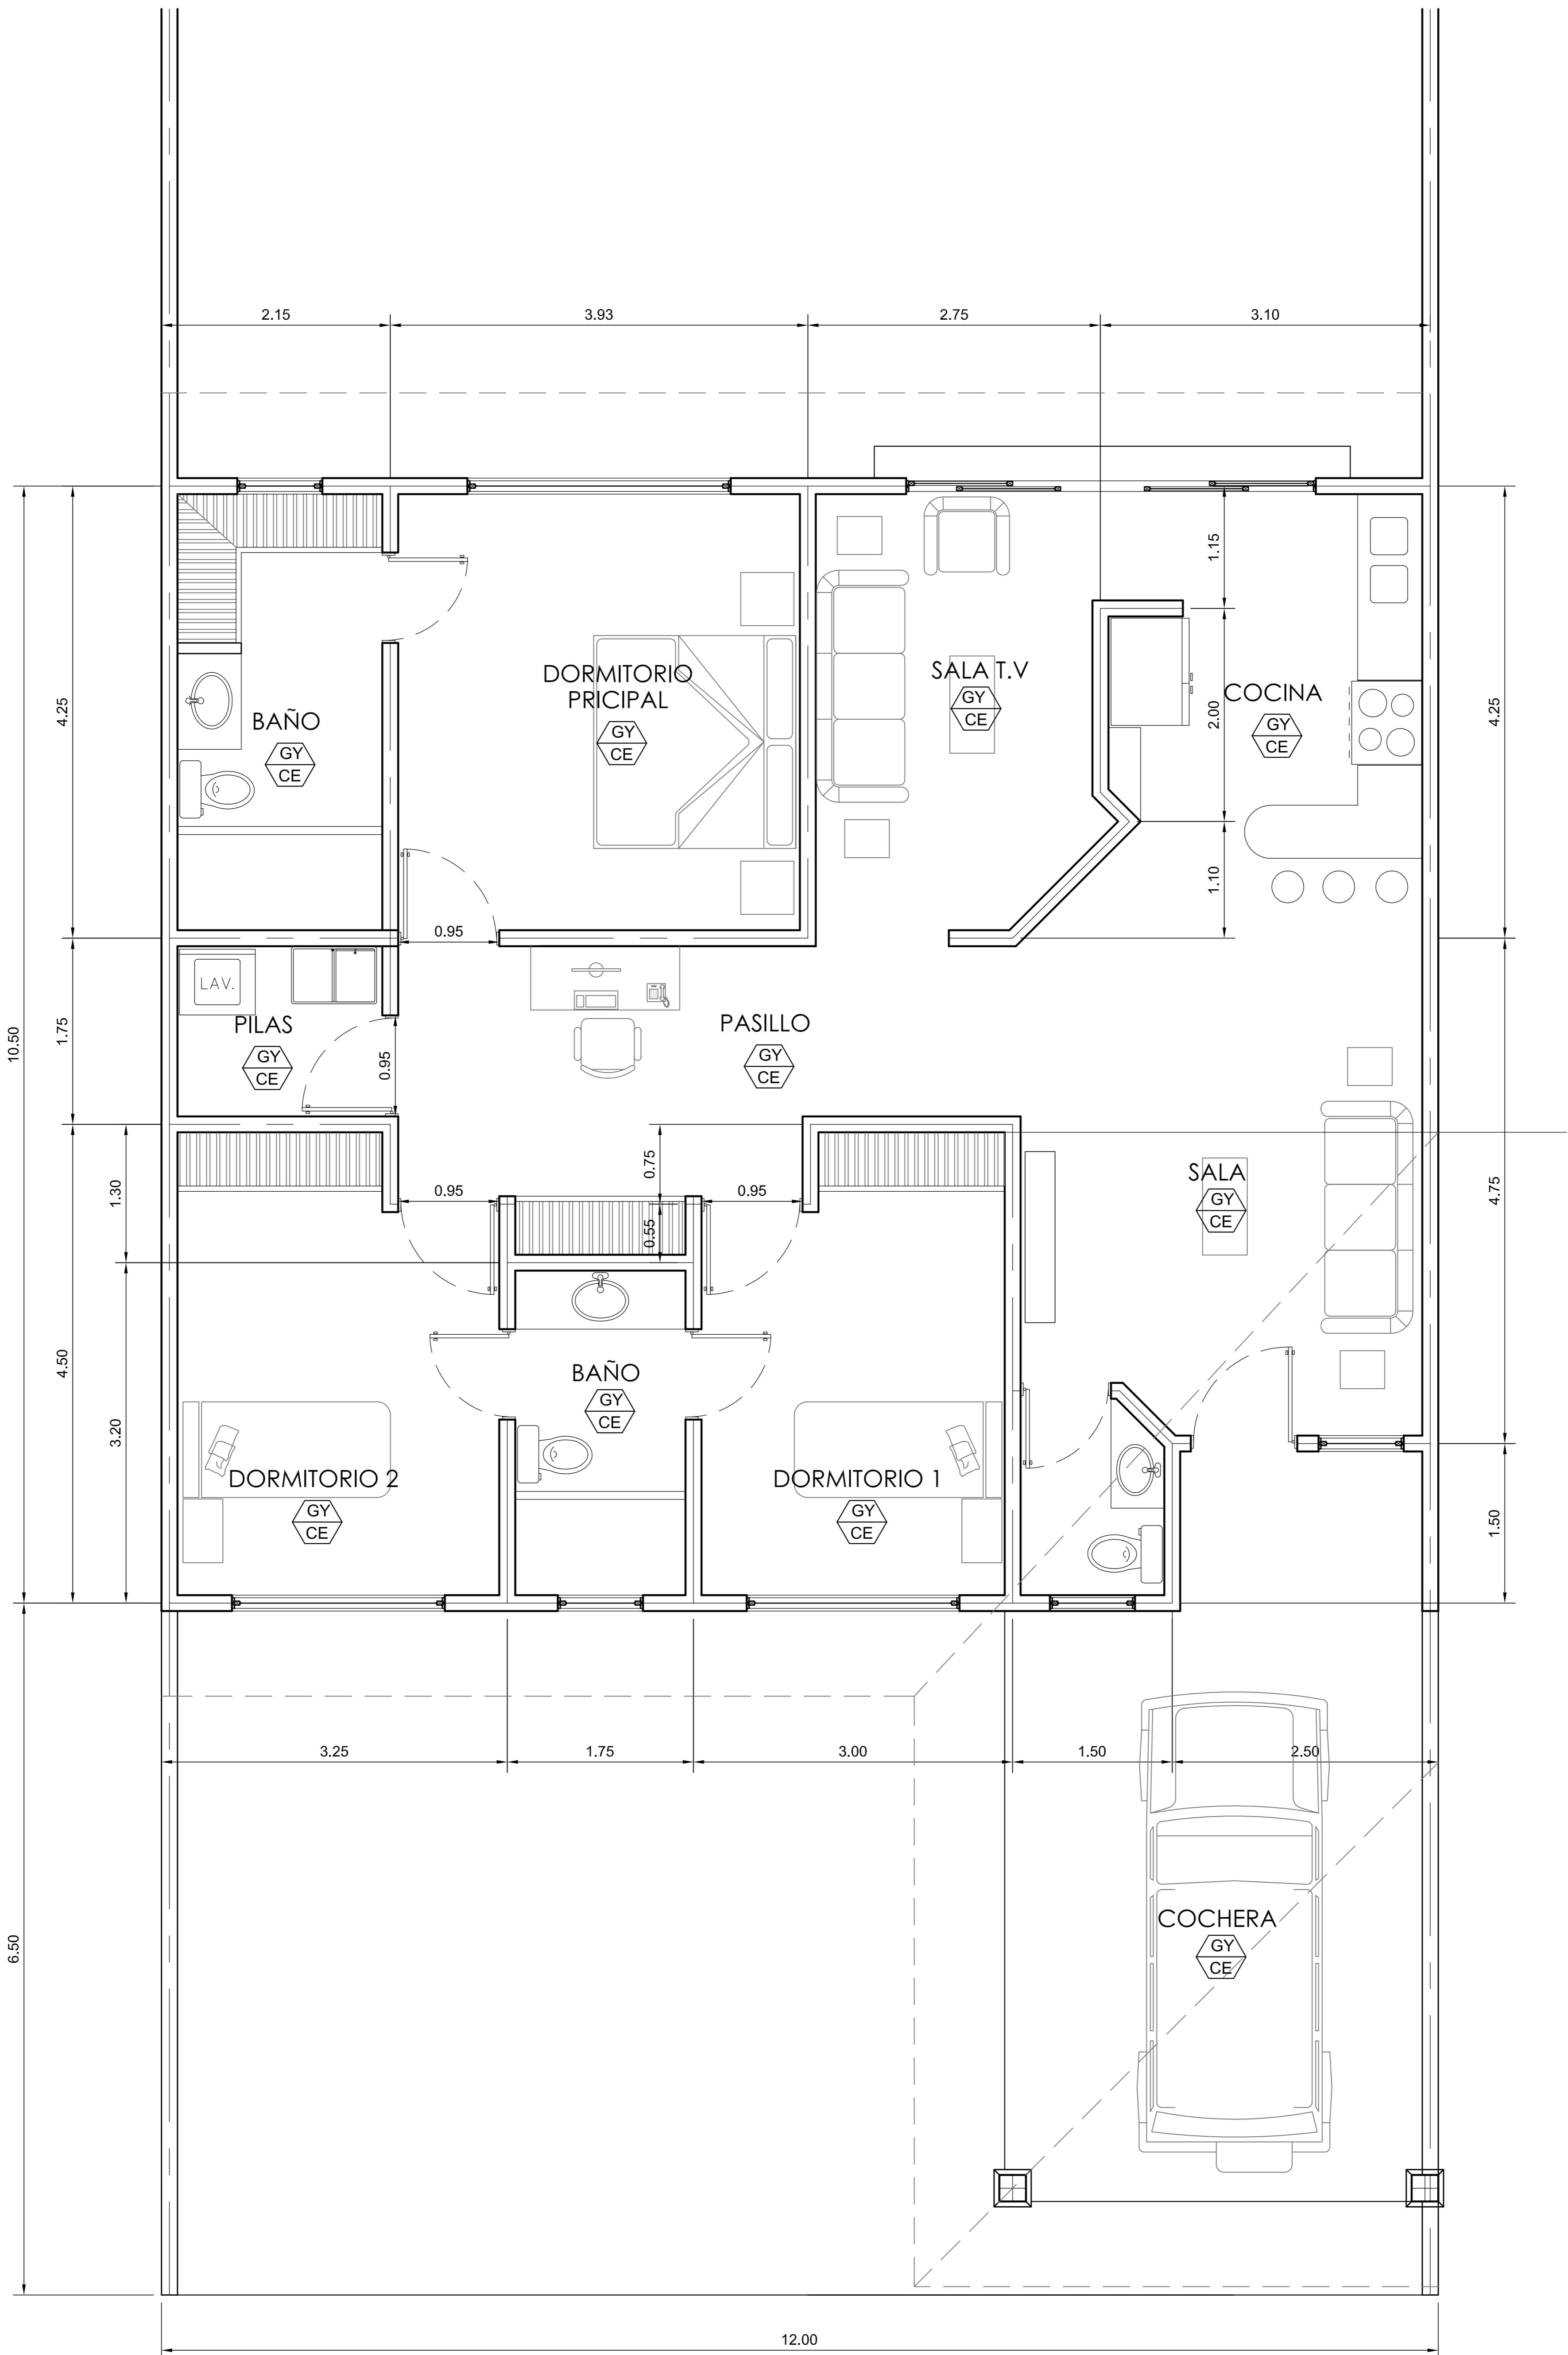 2.15
3.93
2.75
3.10
1.15
DORMITORIO
PRICIPAL
GY
CE
SALA T.V
GY
CE
COCINA
GY
CE
BAÑO
GY
CE
4.25
2.00
4.25
1.10
0.95
LAV.
PILAS
GY
CE
PASILLO
GY
CE
10.50
1.75
0.95
0.75
1.30
0.95
0.95
0.55
SALA
GY
CE
4.75
BAÑO
GY
CE
4.50
3.20
DORMITORIO 2
GY
CE
DORMITORIO 1
GY
CE
1.50
3.25
1.75
3.00
1.50
2.50
COCHERA
GY
CE
6.50
12.00